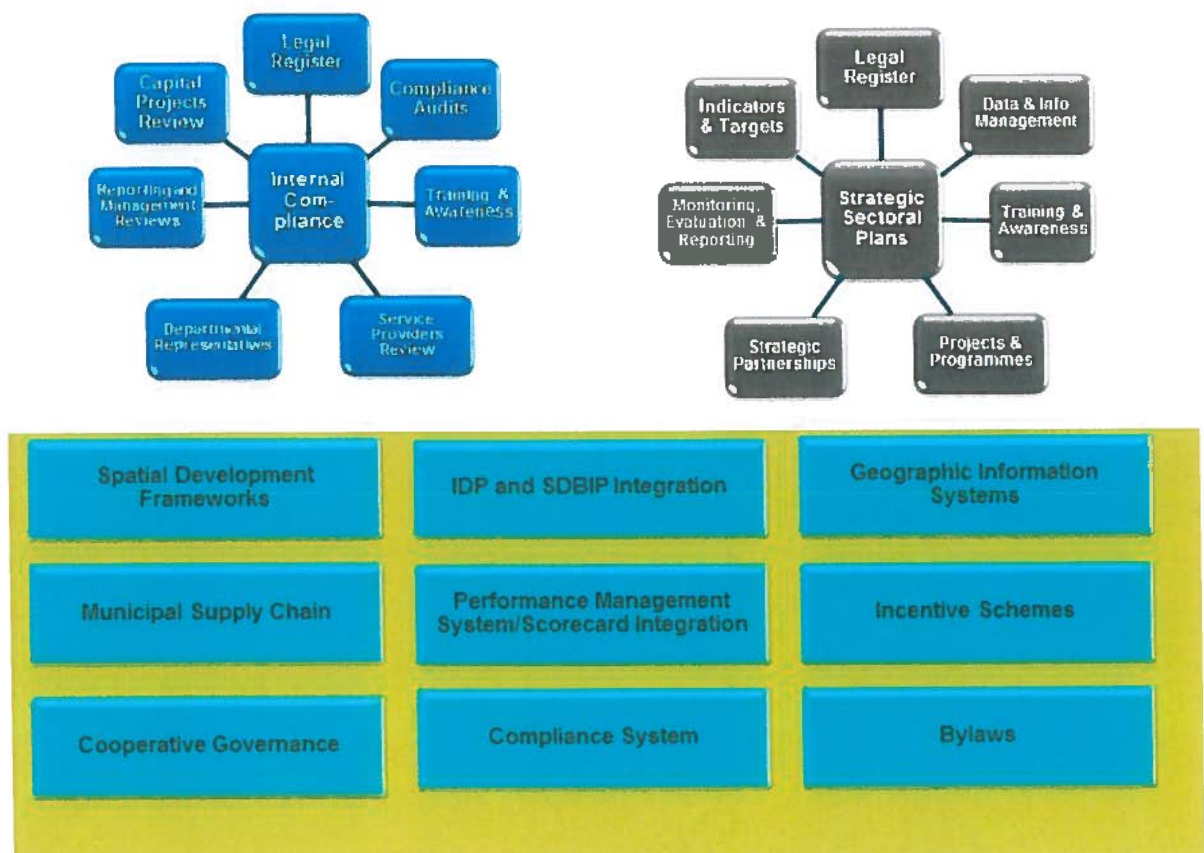 Legal
Register
Capital
Projects
Review
Compliance
Audits
Reporting and
Management
Reviews
Internal
Com-
pliance
Training &
Awareness
Departmental
Representatives
Service
Providers
Review
Legal
Register
Indicators
& Targets
Data & Info
Management
Monitoring,
Evaluation &
Reporting
Strategic
Sectoral
Plans
Training &
Awareness
Strategic
Partnerships
Projects &
Programmes
Spatial Development
Frameworks
IDP and SDBIP Integration
Geographic Information
Systems
Municipal Supply Chain
Performance Management
System/Scorecard Integration
Incentive Schemes
Cooperative Governance
Compliance System
Bylaws